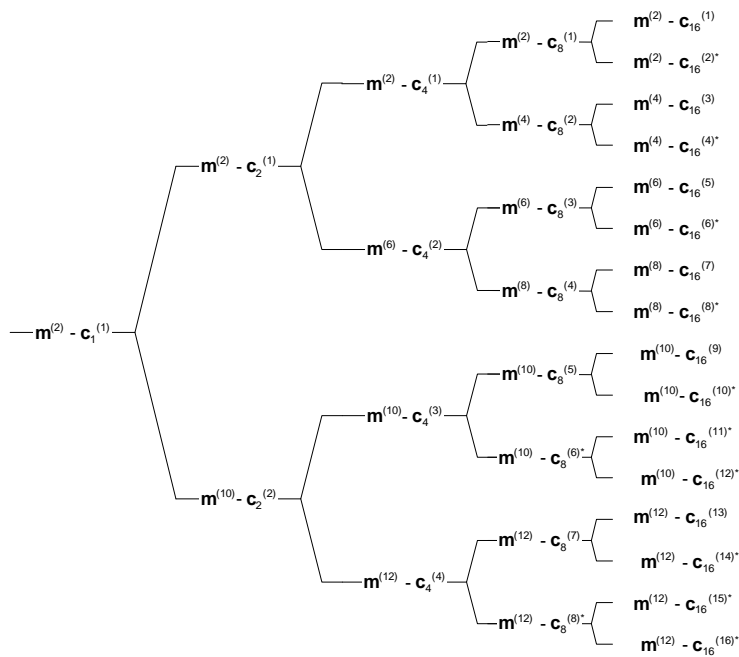 m(2) - c16(1)
m(2) - c8(1)
m(2) - c16(2)*
m(2) - c4(1)
m(4) - c16(3)
m(4) - c8(2)
m(4) - c16(4)*
m(2) - c2(1)
m(6) - c16(5)
m(6) - c8(3)
m(6) - c16(6)*
m(6) - c4(2)
m(8) - c16(7)
m(8) - c8(4)
m(8) - c16(8)*
m(2) - c1(1)
m(10) - c16(9)
m(10) - c8(5)
m(10) - c16(10)*
m(10) - c4(3)
m(10) - c16(11)*
m(10) - c8(6)*
m(10) - c16(12)*
m(10) - c2(2)
m(12) - c16(13)
m(12) - c8(7)
m(12) - c16(14)*
m(12) - c4(4)
m(12) - c16(15)*
m(12) - c8(8)*
m(12) - c16(16)*